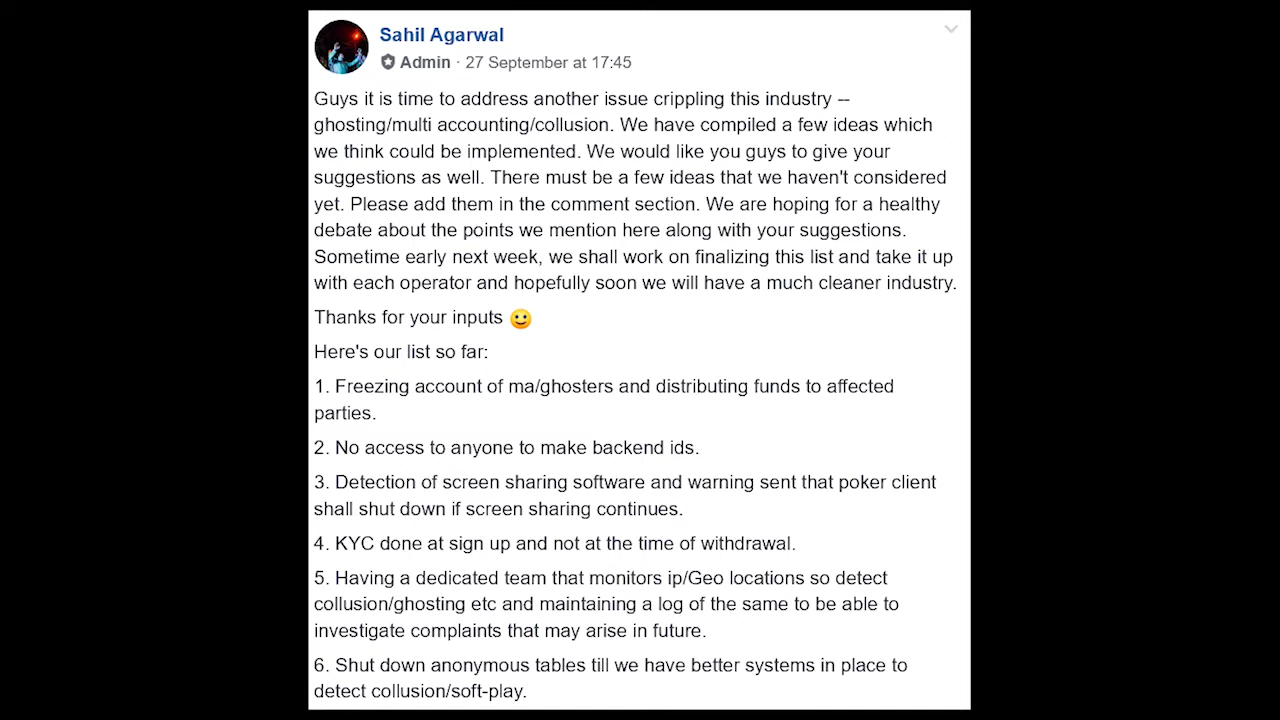 Sahil Agarwal
Admin · 27 September at 17:45
Guys it is time to address another issue crippling this industry --
ghosting/multi accounting/collusion. We have compiled a few ideas which
we think could be implemented. We would like you guys to give your
suggestions as well. There must be a few ideas that we haven't considered
yet. Please add them in the comment section. We are hoping for a healthy
debate about the points we mention here along with your suggestions.
Sometime early next week, we shall work on finalizing this list and take it up
with each operator and hopefully soon we will have a much cleaner industry.
Thanks for your inputs 🙂
Here's our list so far:
1. Freezing account of ma/ghosters and distributing funds to affected
parties.
2. No access to anyone to make backend ids.
3. Detection of screen sharing software and warning sent that poker client
shall shut down if screen sharing continues.
4. KYC done at sign up and not at the time of withdrawal.
5. Having a dedicated team that monitors ip/Geo locations so detect
collusion/ghosting etc and maintaining a log of the same to be able to
investigate complaints that may arise in future.
6. Shut down anonymous tables till we have better systems in place to
detect collusion/soft-play.